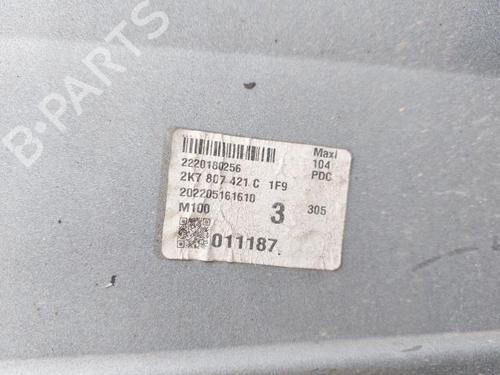 B-PARTS
Maxi
104
PDC
2220180256
2K7 807 421 C 1F9
202205161610
M100
3
305
011187